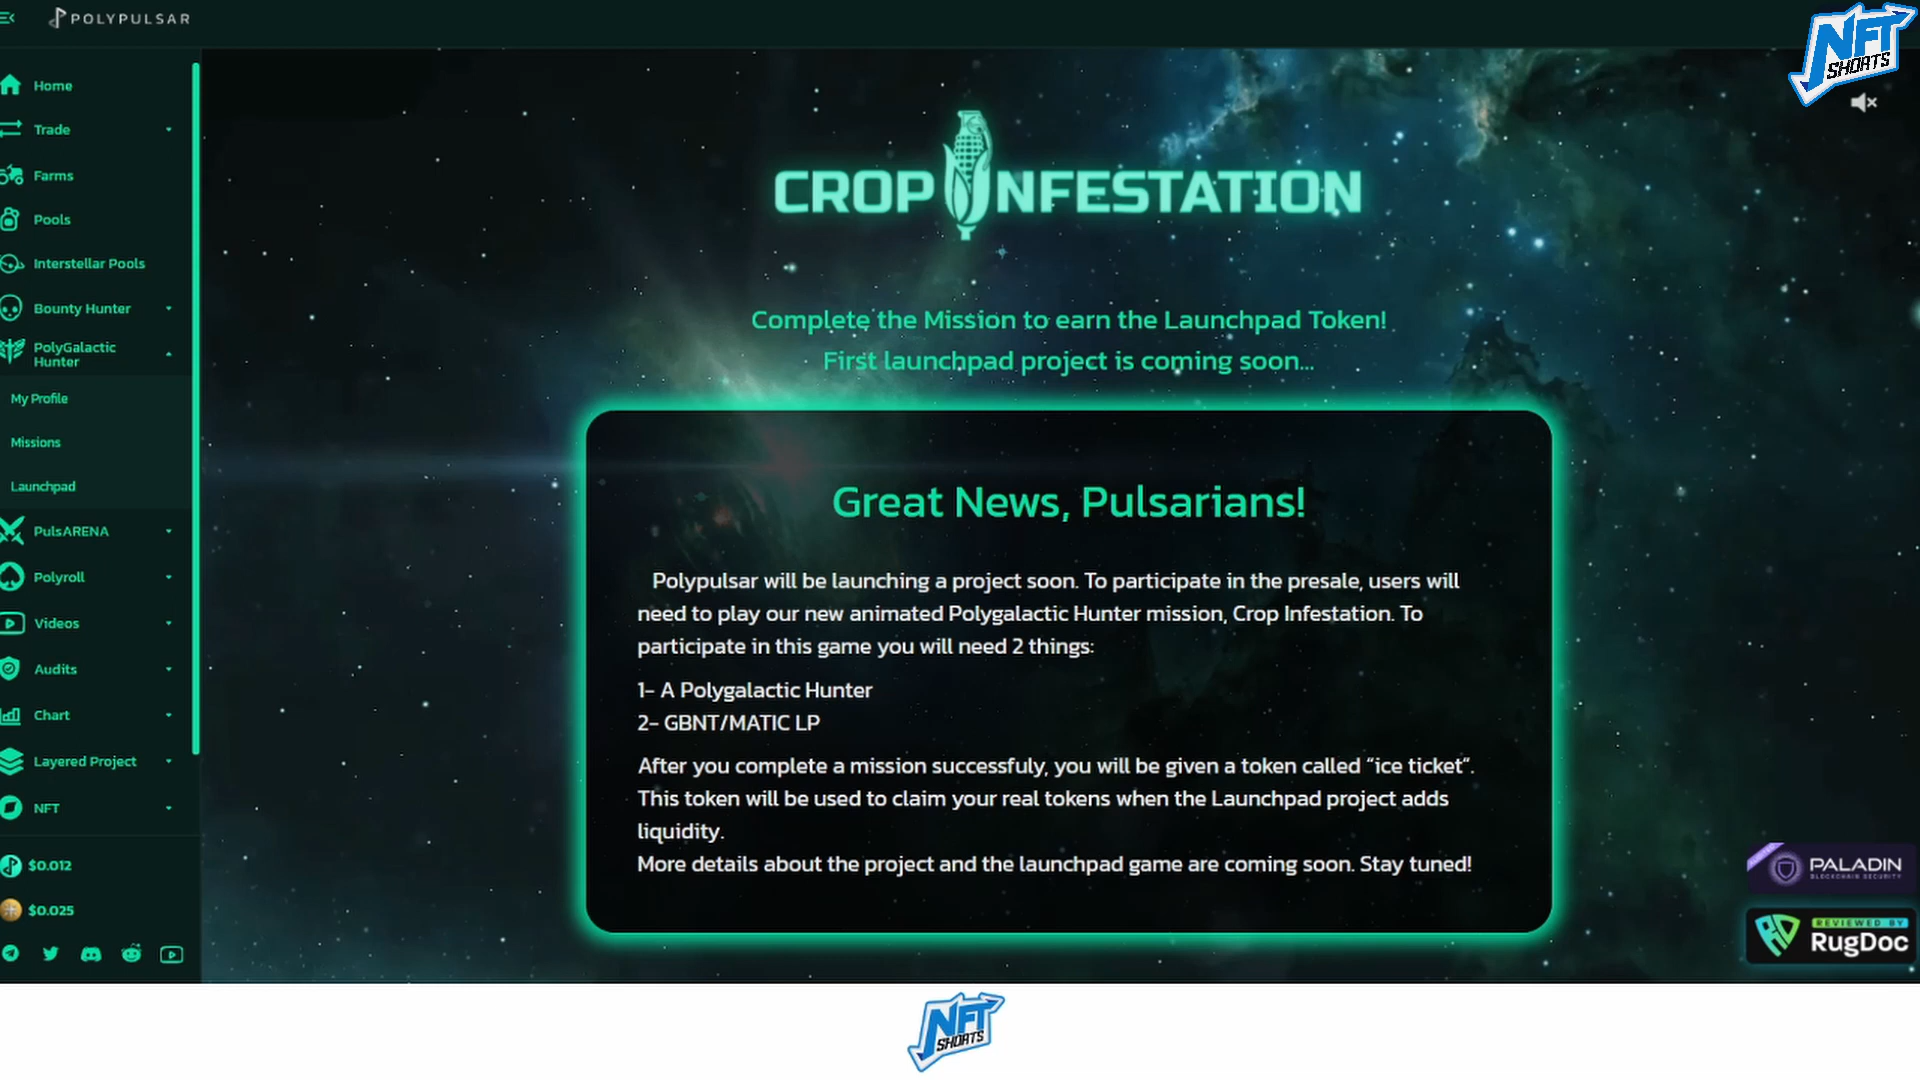 POLYPULSAR
NFT
SHORTS
Home
Trade
Farms
Pools
Interstellar Pools
Bounty Hunter
PolyGalactic
Hunter
My Profile
Missions
Launchpad
PulsARENA
Polyroll
Videos
Audits
Chart
Layered Project
NFT
$0.012
$0.025
CROP INFESTATION
Complete the Mission to earn the Launchpad Token!
First launchpad project is coming soon...
Great News, Pulsarians!
Polypulsar will be launching a project soon. To participate in the presale, users will
need to play our new animated Polygalactic Hunter mission, Crop Infestation. To
participate in this game you will need 2 things:
1- A Polygalactic Hunter
2- GBNT/MATIC LP
After you complete a mission successfuly, you will be given a token called “ice ticket”.
This token will be used to claim your real tokens when the Launchpad project adds
liquidity.
More details about the project and the launchpad game are coming soon. Stay tuned!
PALADIN
BLOCKCHAIN SECURITY
REVIEWED BY
RugDoc
NFT
SHORTS